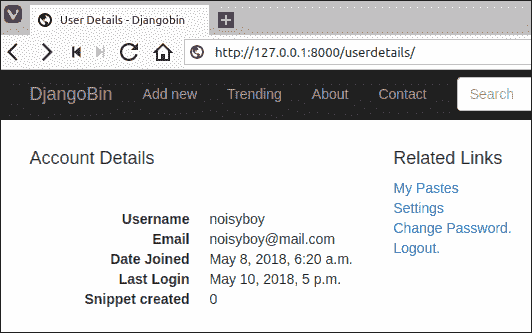 User Details - Djangobin
http://127.0.0.1:8000/userdetails/
DjangoBin Add new Trending About Contact Search
Account Details
Username noisyboy
Email noisyboy@mail.com
Date Joined May 8, 2018, 6:20 a.m.
Last Login May 10, 2018, 5 p.m.
Snippet created 0
Related Links
My Pastes
Settings
Change Password.
Logout.